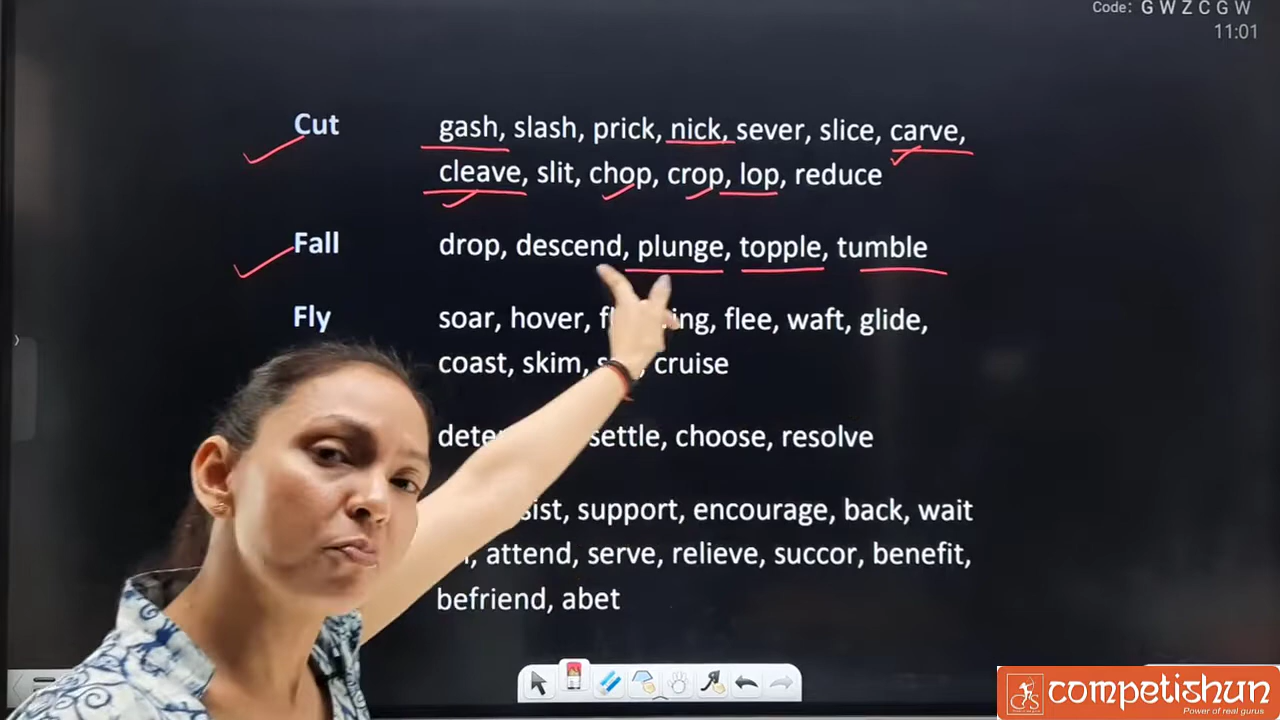 Code: G W Z C G W
11:01
Cut gash, slash, prick, nick, sever, slice, carve,
cleave, slit, chop, crop, lop, reduce
Fall drop, descend, plunge, topple, tumble
Fly soar, hover, flee, waft, glide,
coast, skim, cruise
settle, choose, resolve
support, encourage, back, wait
attend, serve, relieve, succor, benefit,
befriend, abet
competishun
Power of real gurus